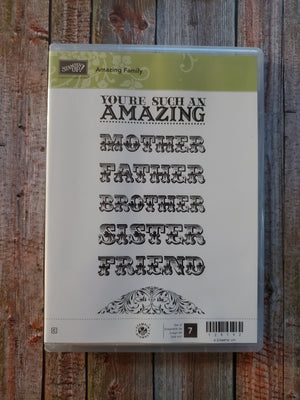 STAMPIN' UP!
Amazing Family
YOU'RE SUCH AN
AMAZING
MOTHER
FATHER
BROTHER
SISTER
FRIEND
7